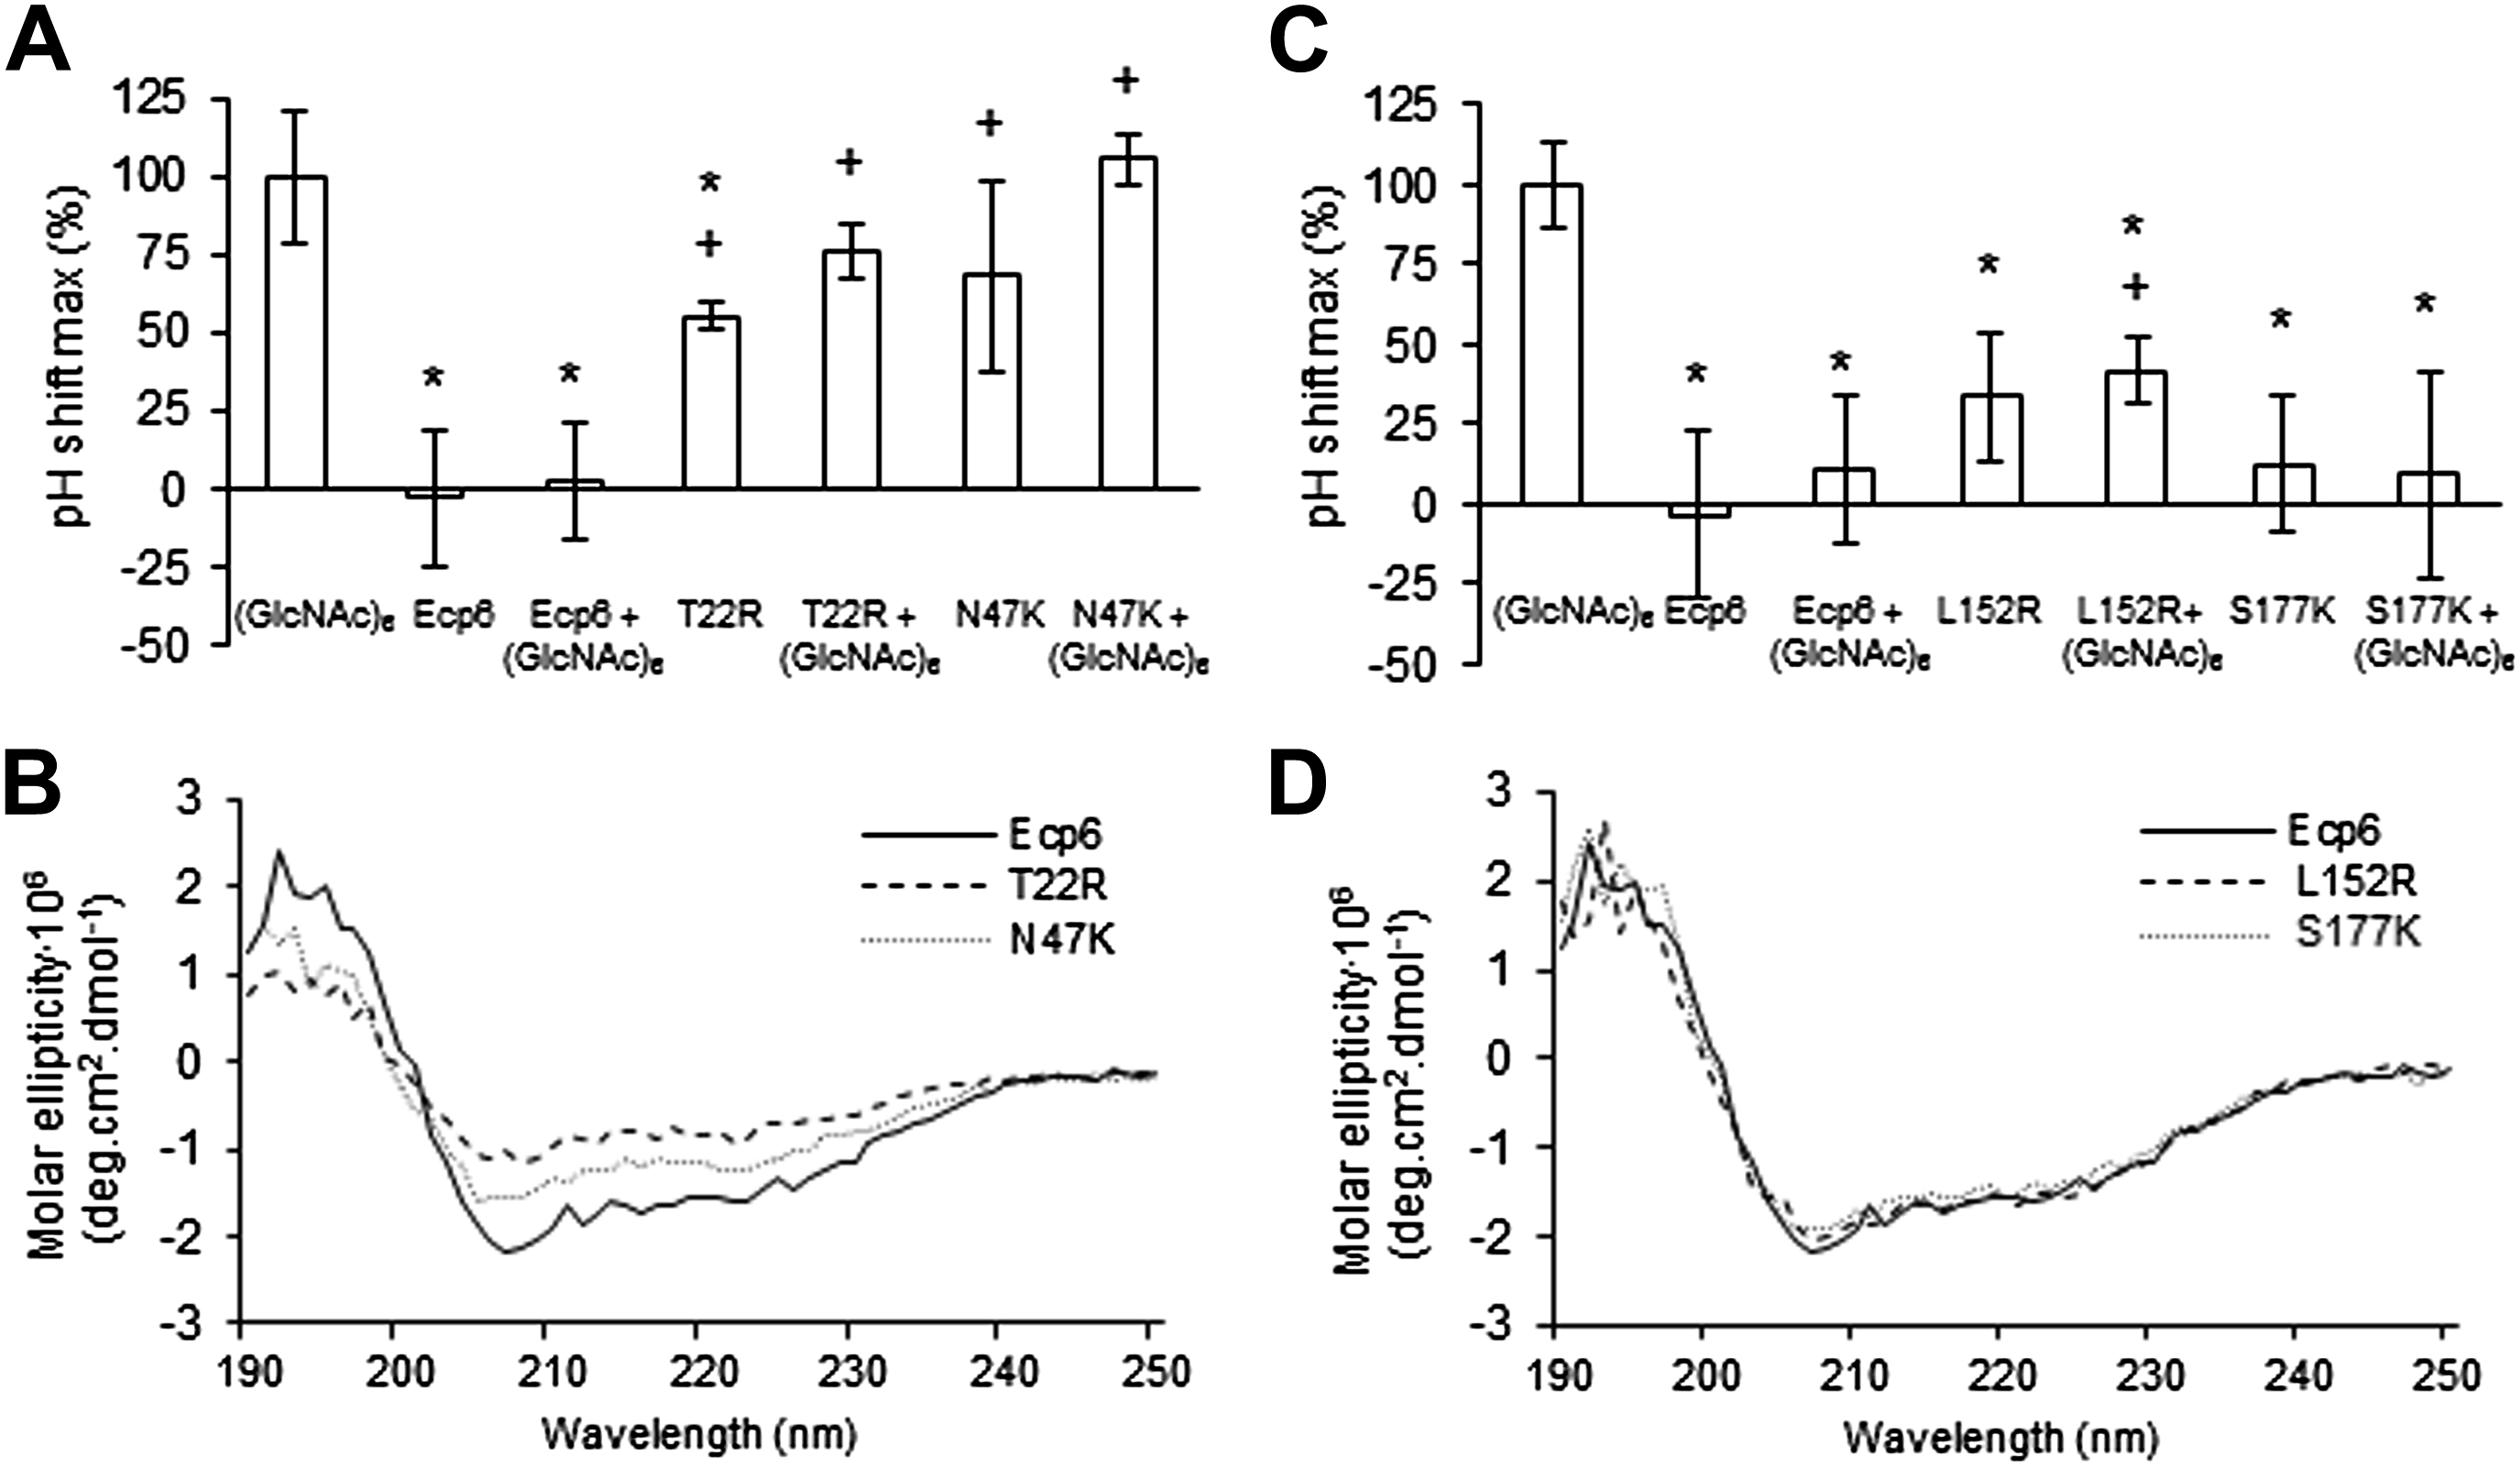 A
pH shift max (%)
125
100
75
50
25
0
-25
-50
* * * + + + +
(GlcNAc)₆ Ecp6 Ecp6 + T22R T22R + N47K N47K +
(GlcNAc)₆ (GlcNAc)₆ (GlcNAc)₆
C
pH shift max (%)
125
100
75
50
25
0
-25
-50
* * * * + * *
(GlcNAc)₆ Ecp6 Ecp6 + L152R L152R+ S177K S177K +
(GlcNAc)₆ (GlcNAc)₆ (GlcNAc)₆
B
Molar ellipticity·10⁶
(deg.cm².dmol⁻¹)
3
2
1
0
-1
-2
-3
Ecp6
T22R
N47K
190 200 210 220 230 240 250
Wavelength (nm)
D
Molar ellipticity·10⁶
(deg.cm².dmol⁻¹)
3
2
1
0
-1
-2
-3
Ecp6
L152R
S177K
190 200 210 220 230 240 250
Wavelength (nm)